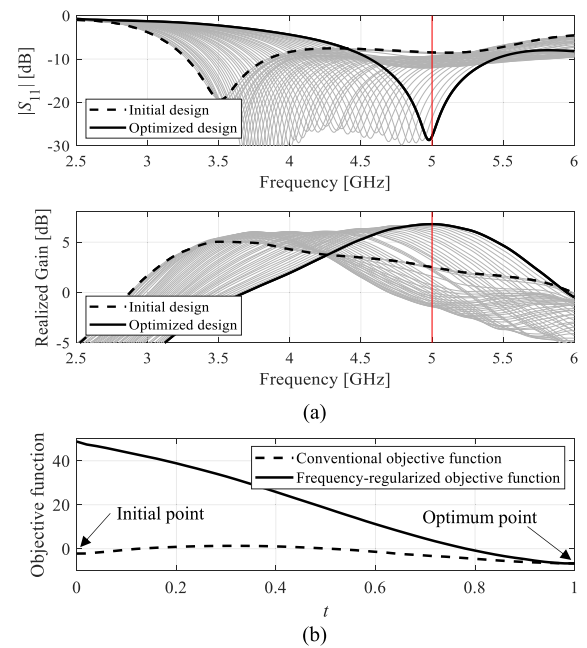 0
-10
-20
-30
|S11| [dB]
Initial design
Optimized design
2.5 3 3.5 4 4.5 5 5.5 6
Frequency [GHz]
5
0
-5
Realized Gain [dB]
Initial design
Optimized design
2.5 3 3.5 4 4.5 5 5.5 6
Frequency [GHz]
(a)
40
20
0
Objective function
Conventional objective function
Frequency-regularized objective function
Initial point
Optimum point
0 0.2 0.4 0.6 0.8 1
t
(b)